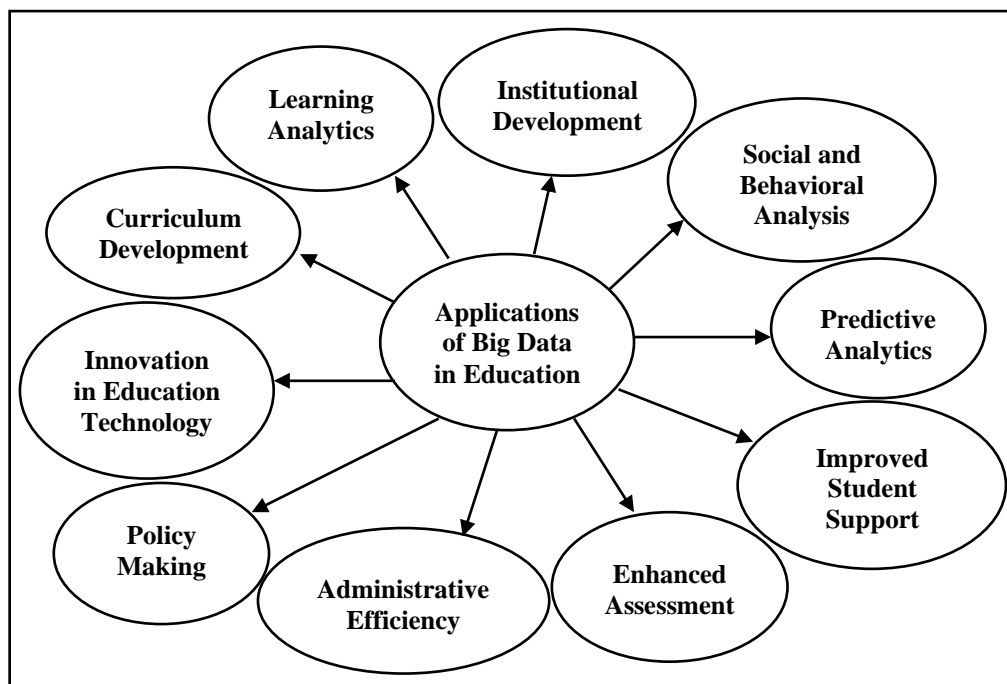 Learning
Analytics
Institutional
Development
Social and
Behavioral
Analysis
Curriculum
Development
Applications
of Big Data
in Education
Predictive
Analytics
Innovation
in Education
Technology
Improved
Student
Support
Policy
Making
Administrative
Efficiency
Enhanced
Assessment